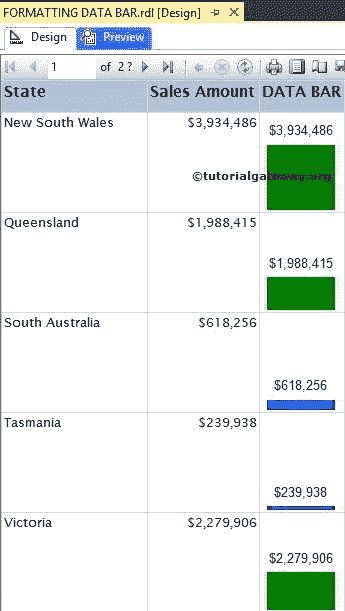 FORMATTING DATA BAR.rdl [Design]
Design Preview
1 of 2 ?
State Sales Amount DATA BAR
New South Wales $3,934,486 $3,934,486
©tutorialgateway.org
Queensland $1,988,415 $1,988,415
South Australia $618,256 $618,256
Tasmania $239,938 $239,938
Victoria $2,279,906 $2,279,906